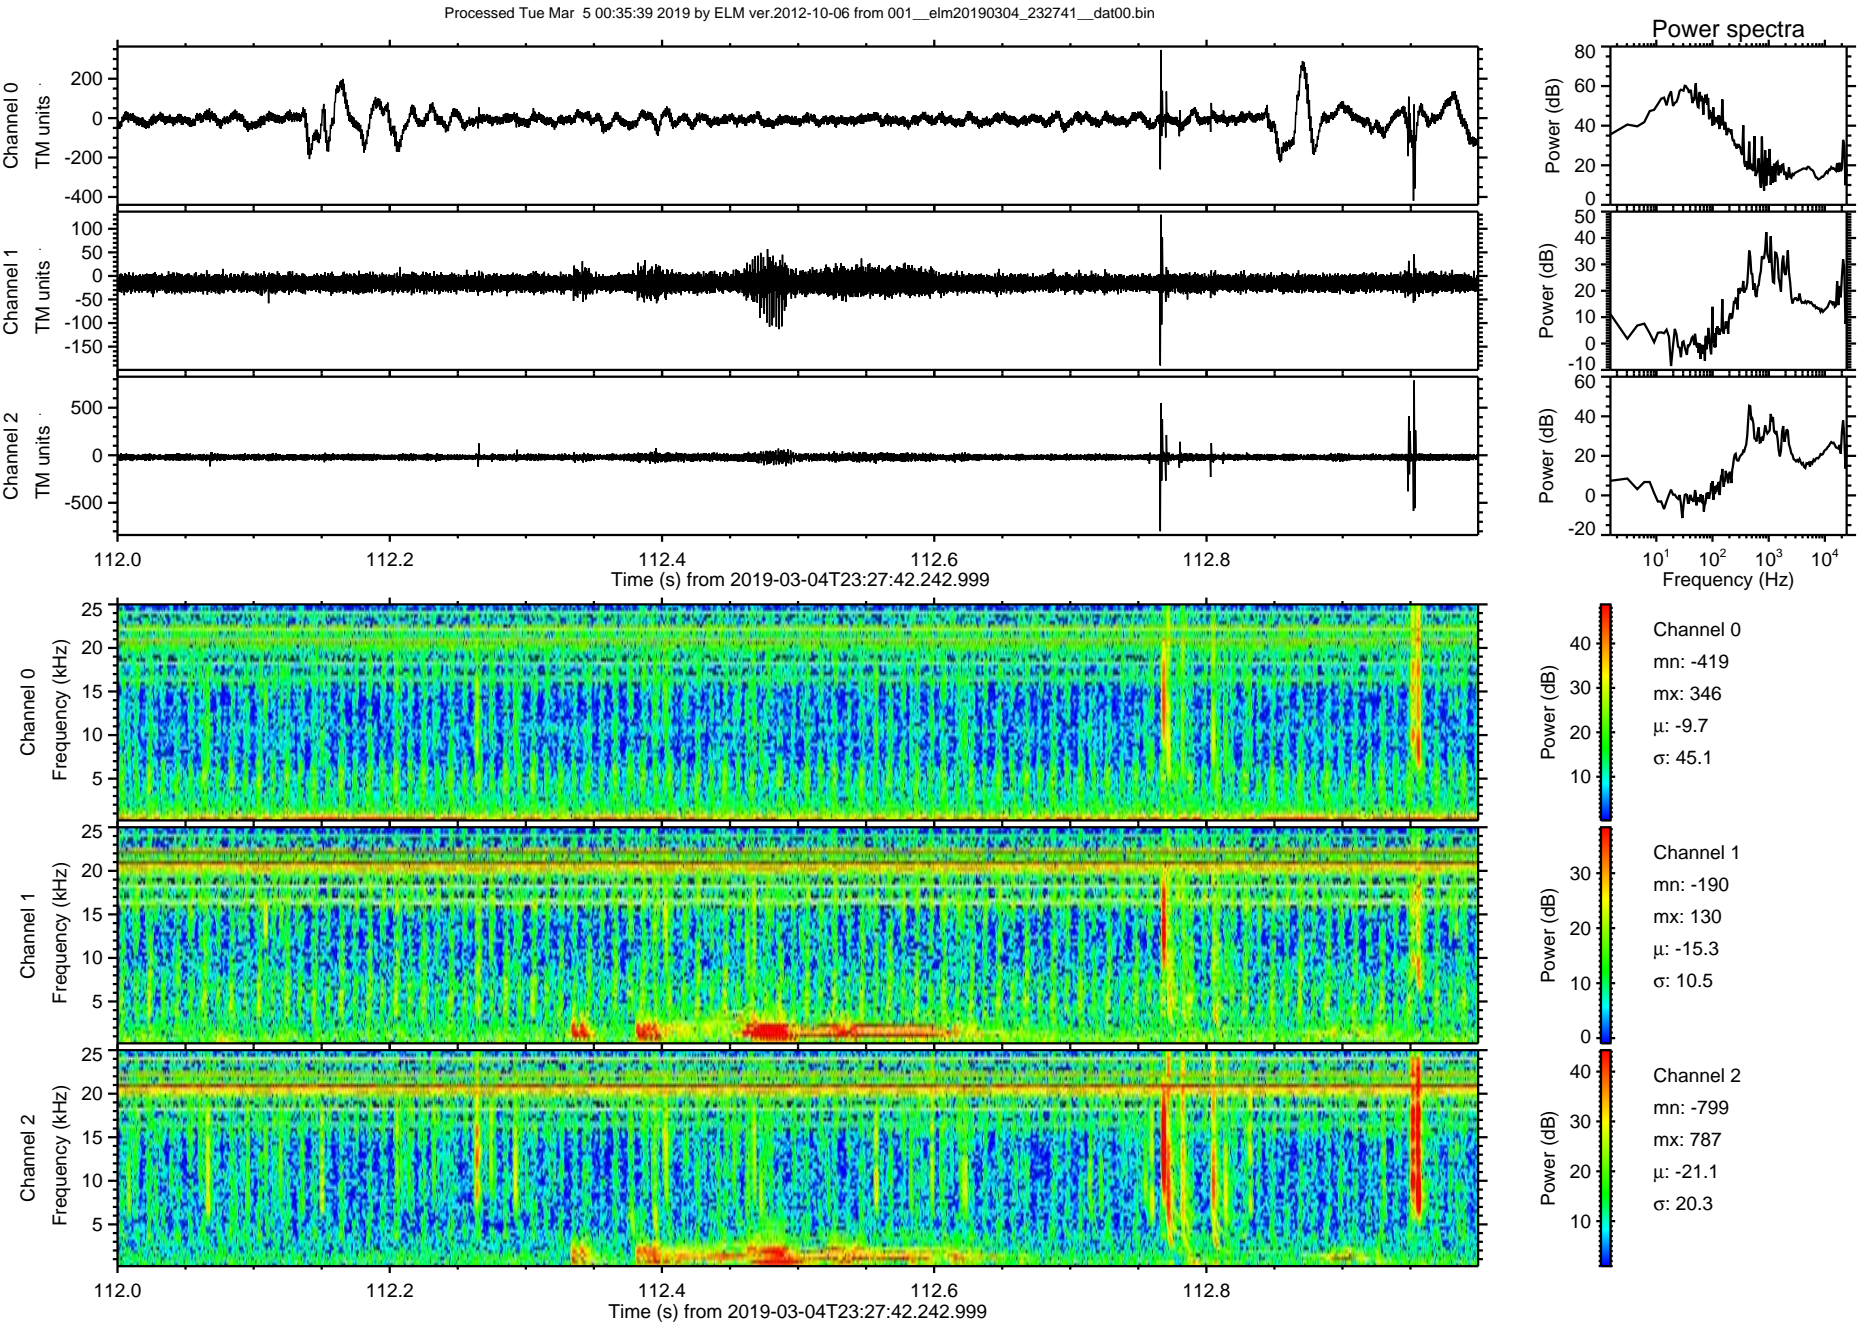 Processed Tue Mar  5 00:35:39 2019 by ELM ver.2012-10-06 from 001__elm20190304_232741__dat00.bin
Power spectra
Channel 0
TM units
200
0
-200
-400
Power (dB)
80
60
40
20
0
Channel 1
TM units
100
50
0
-50
-100
-150
Power (dB)
50
40
30
20
10
0
-10
Channel 2
TM units
500
0
-500
Power (dB)
60
40
20
0
-20
112.0 112.2 112.4 112.6 112.8
Time (s) from 2019-03-04T23:27:42.242.999
10¹ 10² 10³ 10⁴
Frequency (Hz)
Channel 0
Frequency (kHz)
25
20
15
10
5
Power (dB)
40
30
20
10
Channel 0
mn: -419
mx: 346
μ: -9.7
σ: 45.1
Channel 1
Frequency (kHz)
25
20
15
10
5
Power (dB)
30
20
10
0
Channel 1
mn: -190
mx: 130
μ: -15.3
σ: 10.5
Channel 2
Frequency (kHz)
25
20
15
10
5
Power (dB)
40
30
20
10
Channel 2
mn: -799
mx: 787
μ: -21.1
σ: 20.3
112.0 112.2 112.4 112.6 112.8
Time (s) from 2019-03-04T23:27:42.242.999